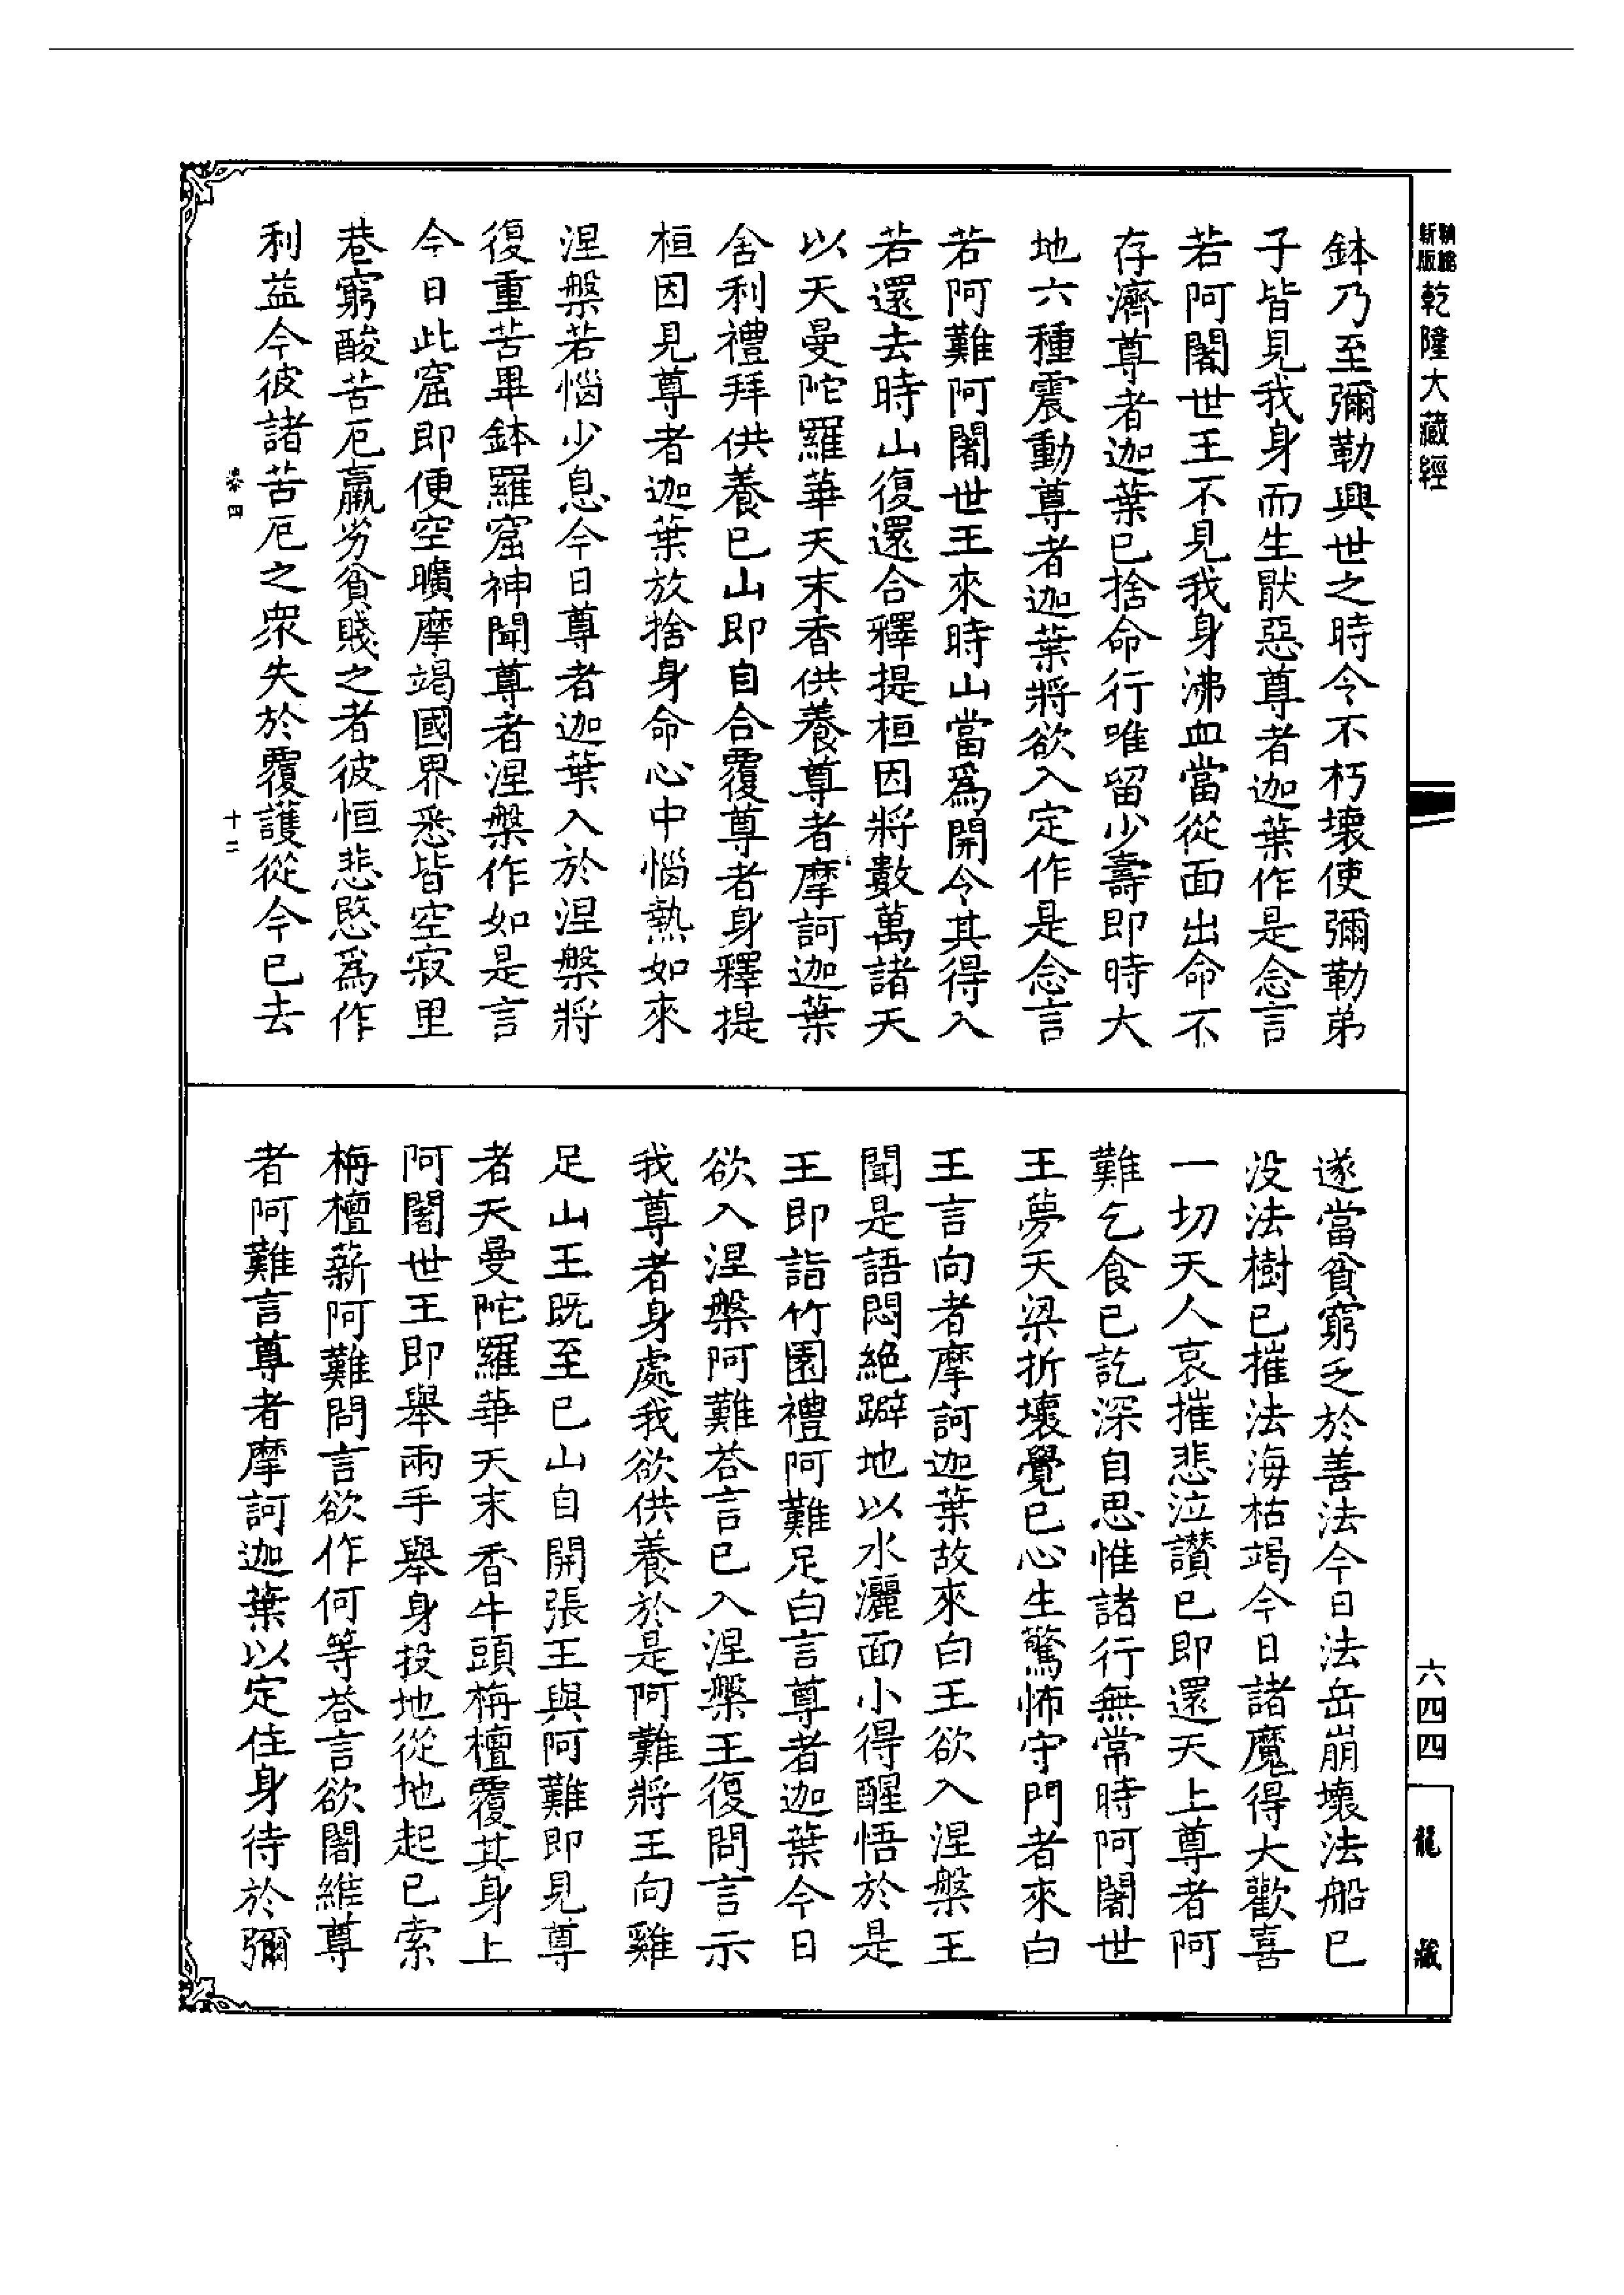 新版
乾隆大藏經
鉢乃至彌勒興世之時令不朽壞使彌勒弟
子皆見我身而生猒惡尊者迦葉作是念言
若阿闍世王不見我身沸血當從面出命不
存濟尊者迦葉已捨命行唯留少壽即時大
地六種震動尊者迦葉將欲入定作是念言
若阿難阿闍世王來時山當爲開令其得入
若還去時山復還合釋提桓因將數萬諸天
以天曼陀羅華天末香供養尊者摩訶迦葉
舍利禮拜供養已山即自合覆尊者身釋提
桓因見尊者迦葉放捨身命心中惱熱如來
涅槃若惱少息今日尊者迦葉入於涅槃將
復重苦畢鉢羅窟神聞尊者涅槃作如是言
今日此窟即便空曠摩竭國界悉皆空寂里
巷窮酸苦厄羸劣貧賤之者彼恒悲愍爲作
利益今彼諸苦厄之衆失於覆護從今已去
四 十二
遂當貧窮乏於善法今日法岳崩壞法船已
没法樹已摧法海枯竭今日諸魔得大歡喜
一切天人哀摧悲泣讃已即還天上尊者阿
難乞食已訖深自思惟諸行無常時阿闍世
王夢天梁折壞覺已心生驚怖守門者來白
王言向者摩訶迦葉故來白王欲入涅槃王
聞是語悶絶躃地以水灑面小得醒悟於是
王即詣竹園禮阿難足白言尊者迦葉今日
欲入涅槃阿難荅言已入涅槃王復問言示
我尊者身處我欲供養於是阿難將王向雞
足山王既至已山自開張王與阿難即見尊
者天曼陀羅華天末香牛頭栴檀覆其身上
阿闍世王即舉兩手舉身投地從地起已索
栴檀薪阿難問言欲作何等荅言欲闍維尊
者阿難言尊者摩訶迦葉以定住身待於彌
六四四
龍藏